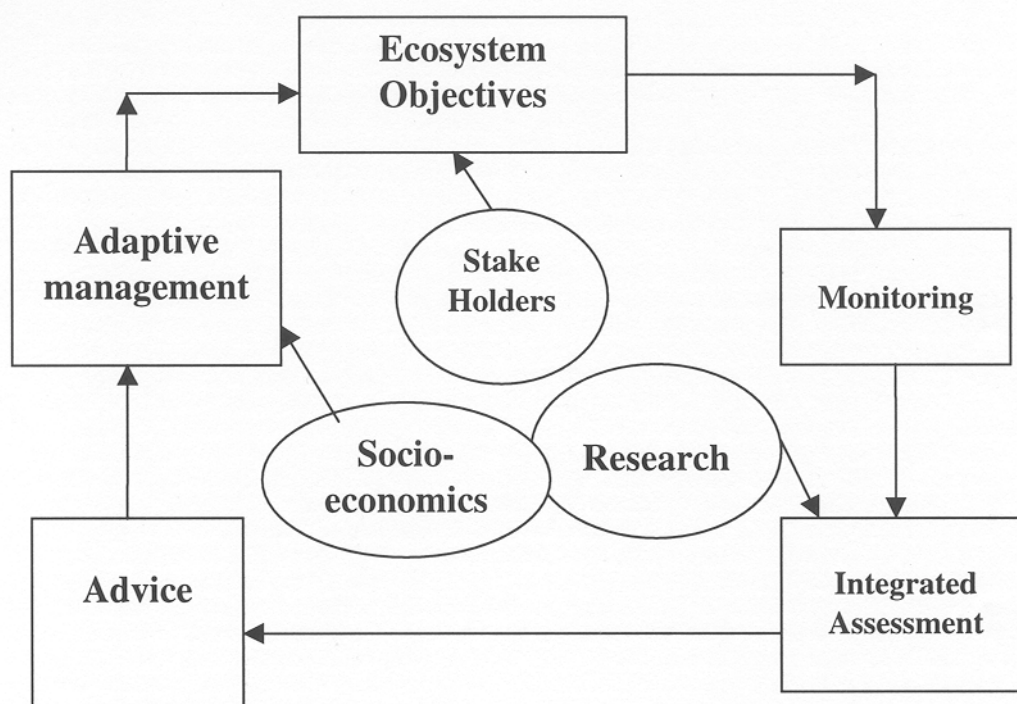 Ecosystem
Objectives
Adaptive
management
Stake
Holders
Monitoring
Socio-
economics
Research
Advice
Integrated
Assessment